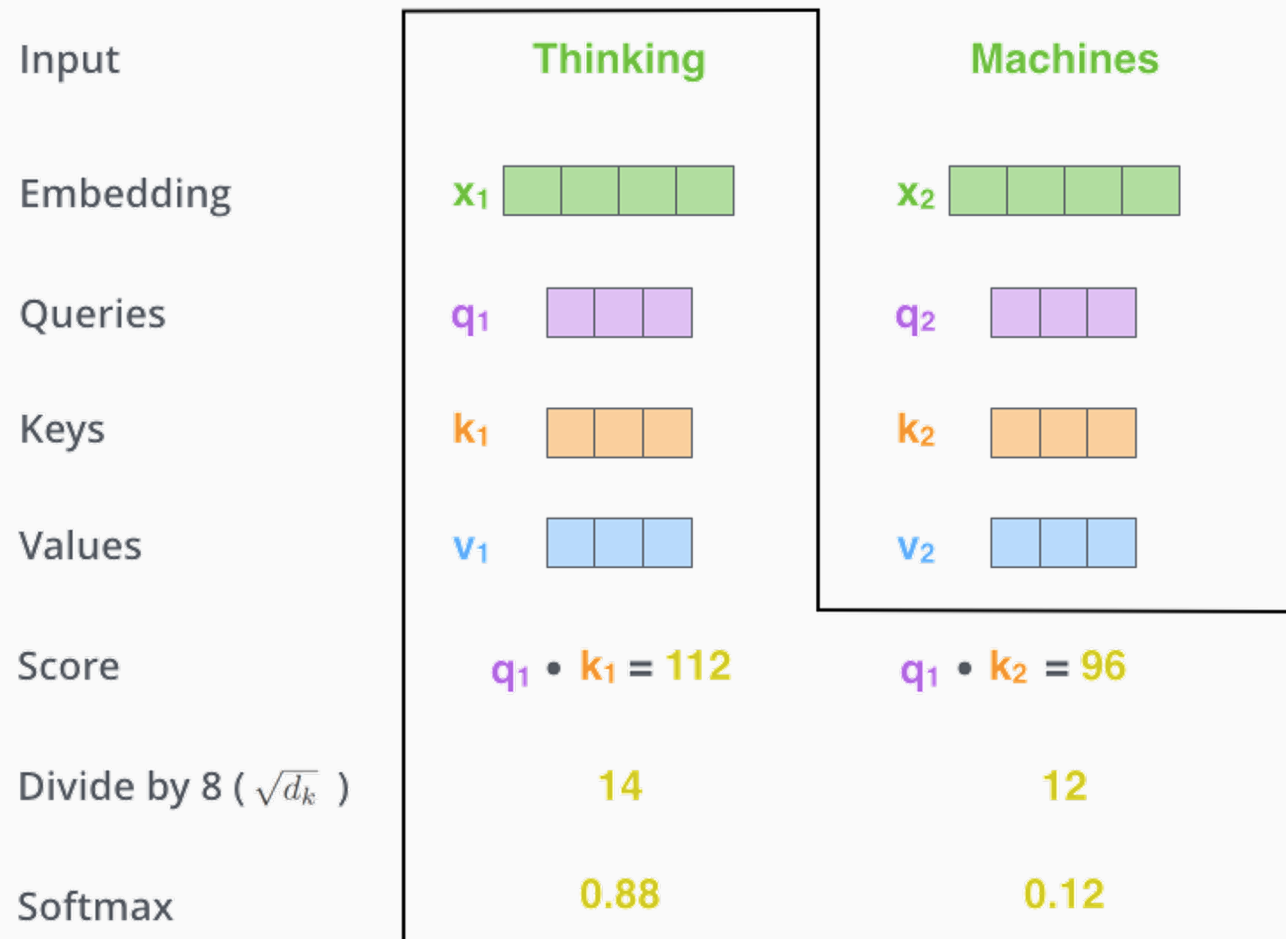 Input Thinking Machines
Embedding x₁ x₂
Queries q₁ q₂
Keys k₁ k₂
Values v₁ v₂
Score q₁ • k₁ = 112 q₁ • k₂ = 96
Divide by 8 ( √dₖ ) 14 12
Softmax 0.88 0.12